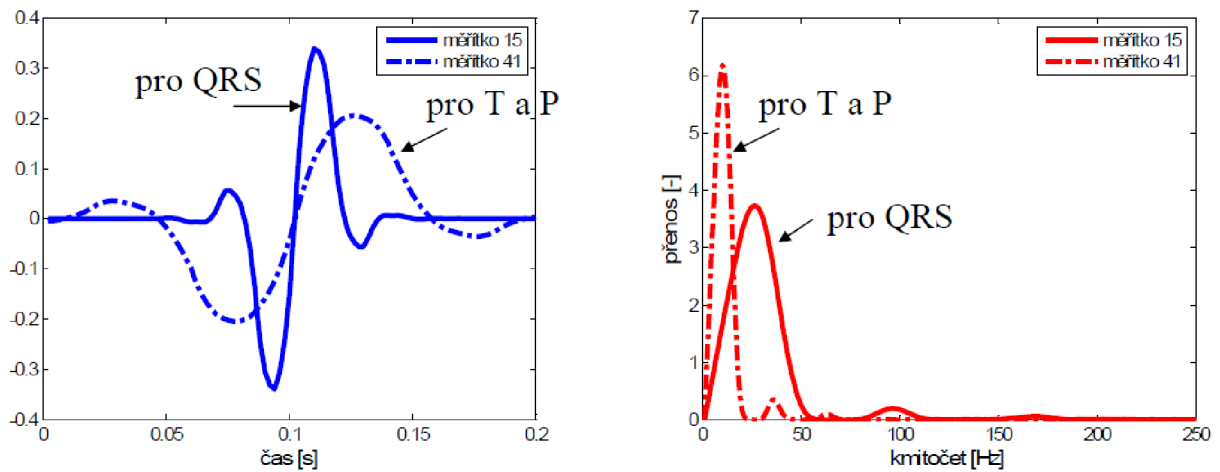 0.4
0.3
0.2
0.1
0
-0.1
-0.2
-0.3
-0.4
0
0.05
0.1
0.15
0.2
čas [s]
měřítko 15
měřítko 41
pro QRS
pro T a P
7
6
5
4
3
2
1
0
přenos [-]
0
50
100
150
200
250
kmitočet [Hz]
měřítko 15
měřítko 41
pro T a P
pro QRS